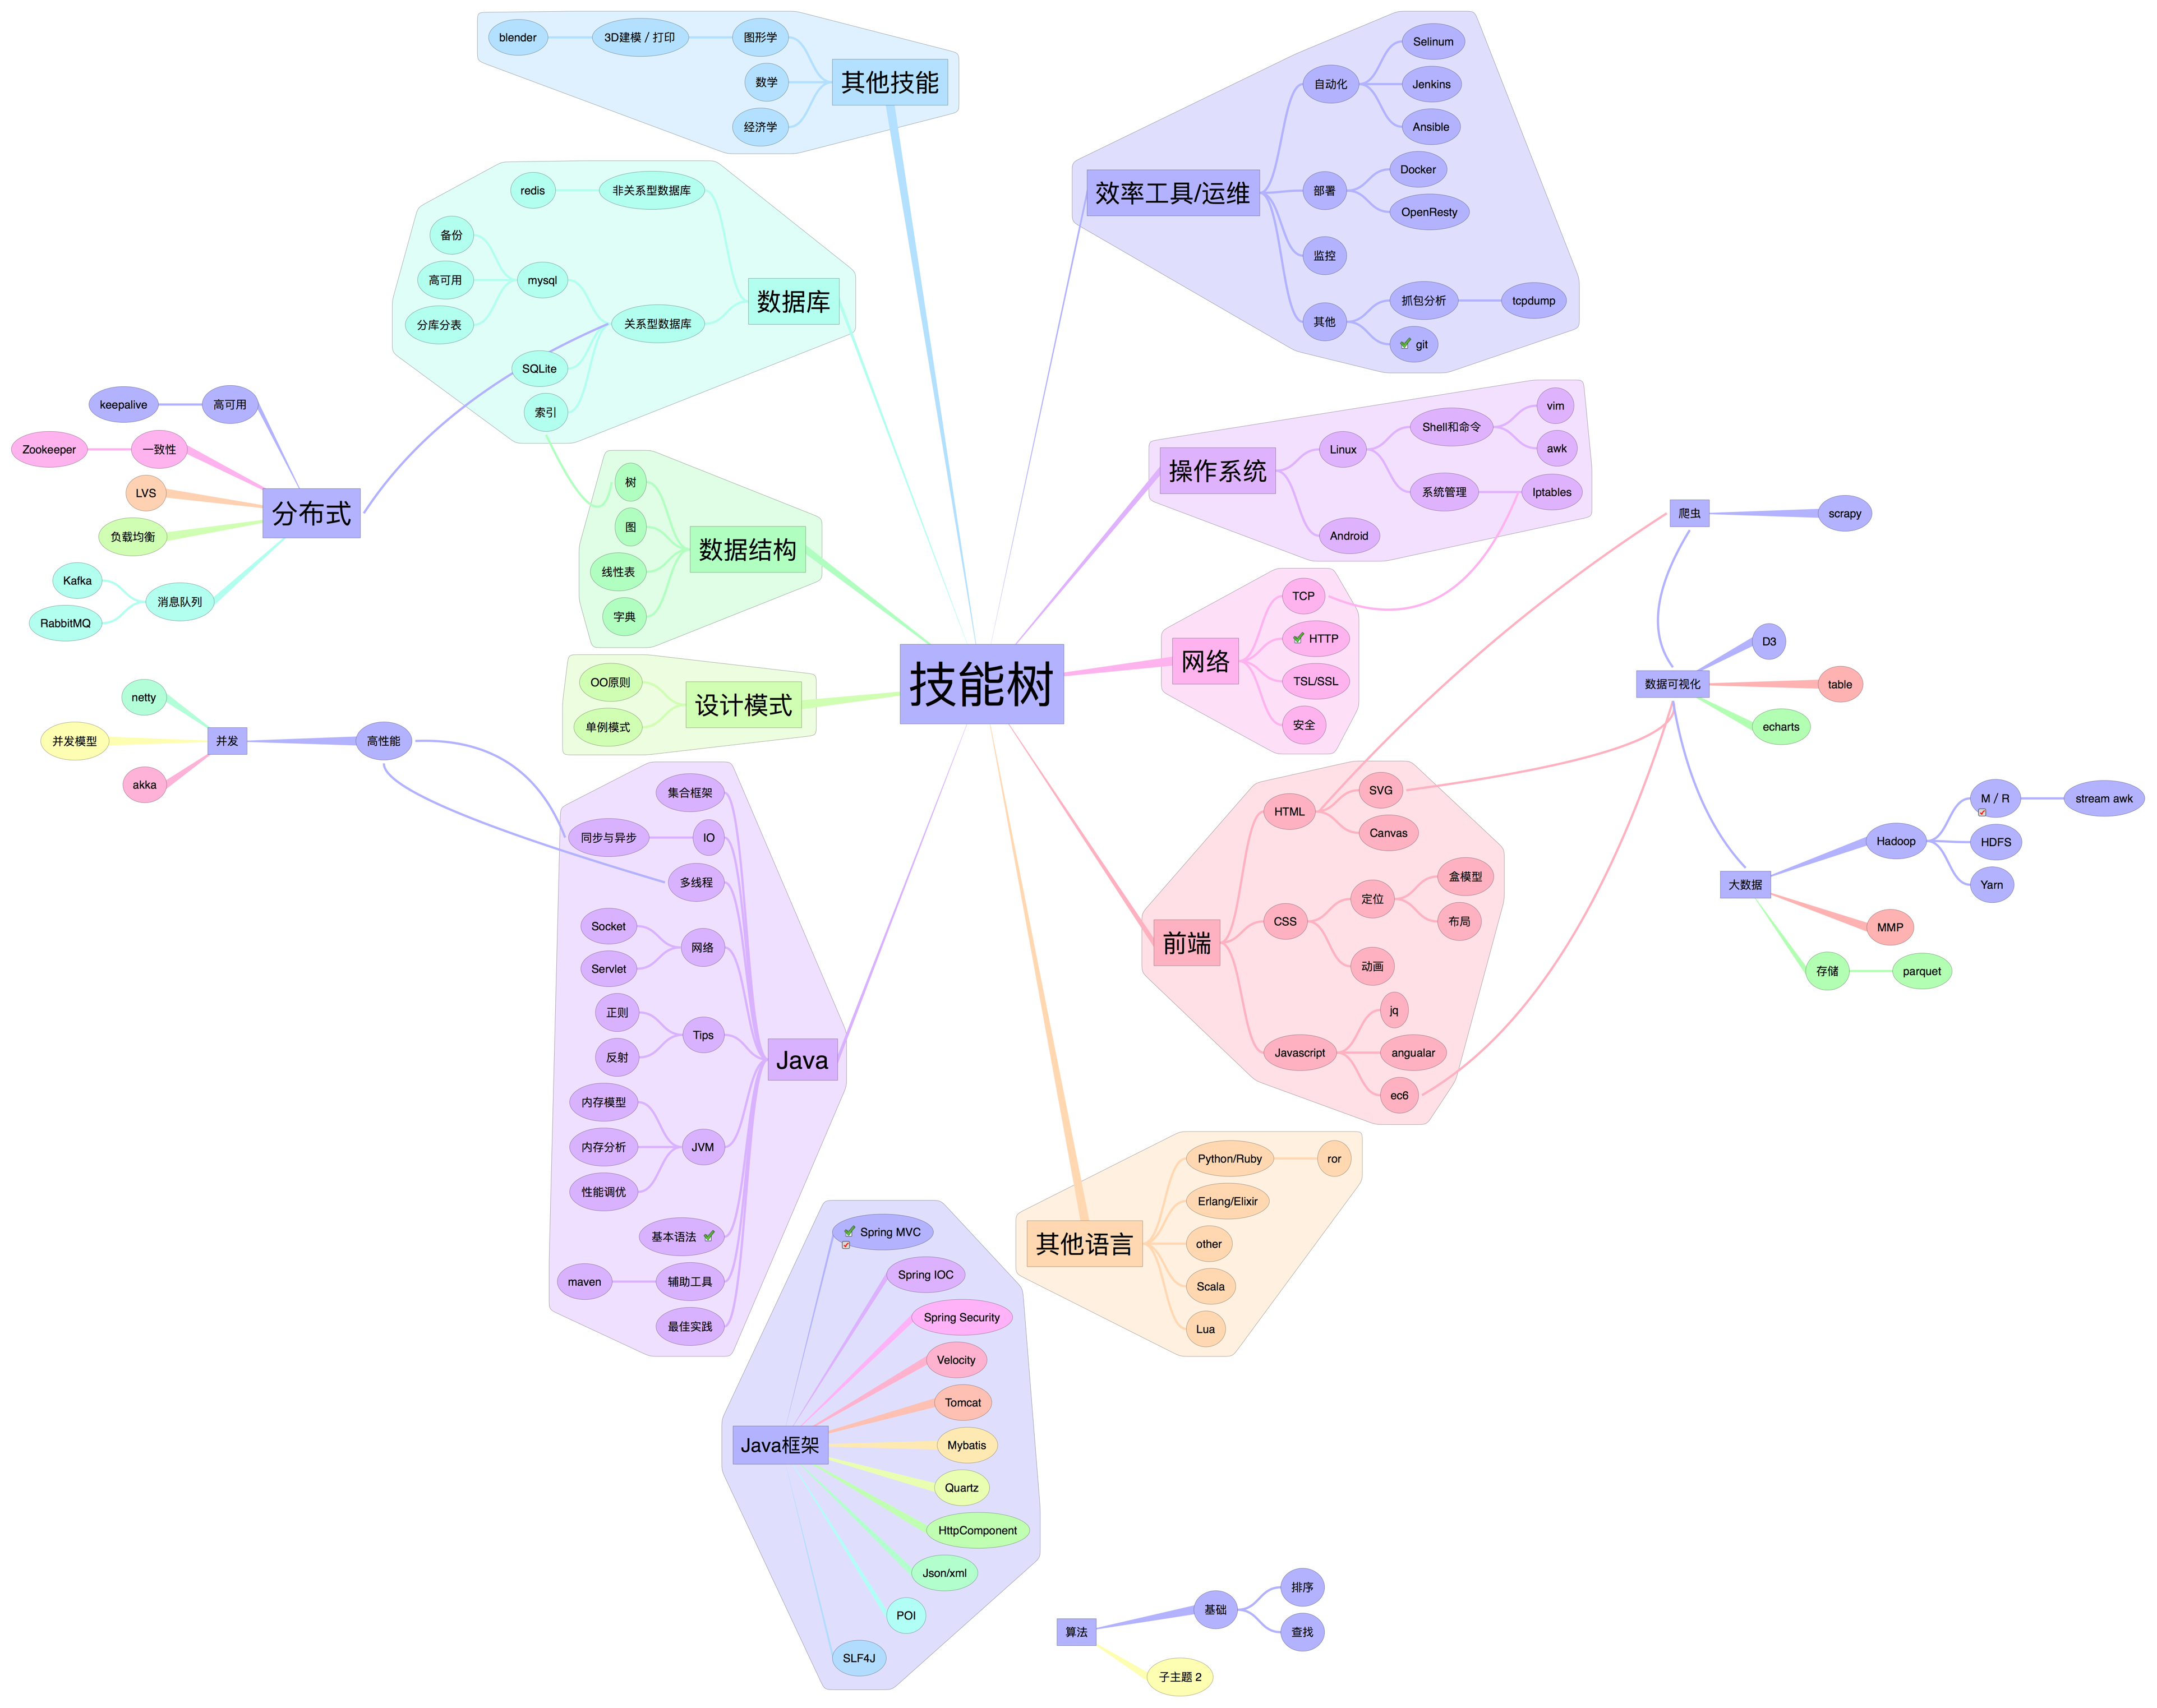 技能树
其他技能
图形学
3D建模 / 打印
blender
数学
经济学
数据库
非关系型数据库
redis
关系型数据库
mysql
备份
高可用
分库分表
SQLite
索引
数据结构
树
图
线性表
字典
设计模式
OO原则
单例模式
Java
集合框架
IO
同步与异步
多线程
网络
Socket
Servlet
Tips
正则
反射
JVM
内存模型
内存分析
性能调优
基本语法
辅助工具
maven
最佳实践
效率工具/运维
自动化
Selinum
Jenkins
Ansible
部署
Docker
OpenResty
监控
其他
抓包分析
tcpdump
git
操作系统
Linux
Shell和命令
vim
awk
系统管理
Iptables
Android
网络
TCP
HTTP
TSL/SSL
安全
前端
HTML
SVG
Canvas
CSS
定位
盒模型
布局
动画
Javascript
jq
angualar
ec6
其他语言
Python/Ruby
ror
Erlang/Elixir
other
Scala
Lua
分布式
高可用
keepalive
一致性
Zookeeper
LVS
负载均衡
消息队列
Kafka
RabbitMQ
并发
netty
并发模型
akka
高性能
Java框架
Spring MVC
Spring IOC
Spring Security
Velocity
Tomcat
Mybatis
Quartz
HttpComponent
Json/xml
POI
SLF4J
爬虫
scrapy
数据可视化
D3
table
echarts
大数据
Hadoop
M / R
stream awk
HDFS
Yarn
MMP
存储
parquet
算法
基础
排序
查找
子主题 2